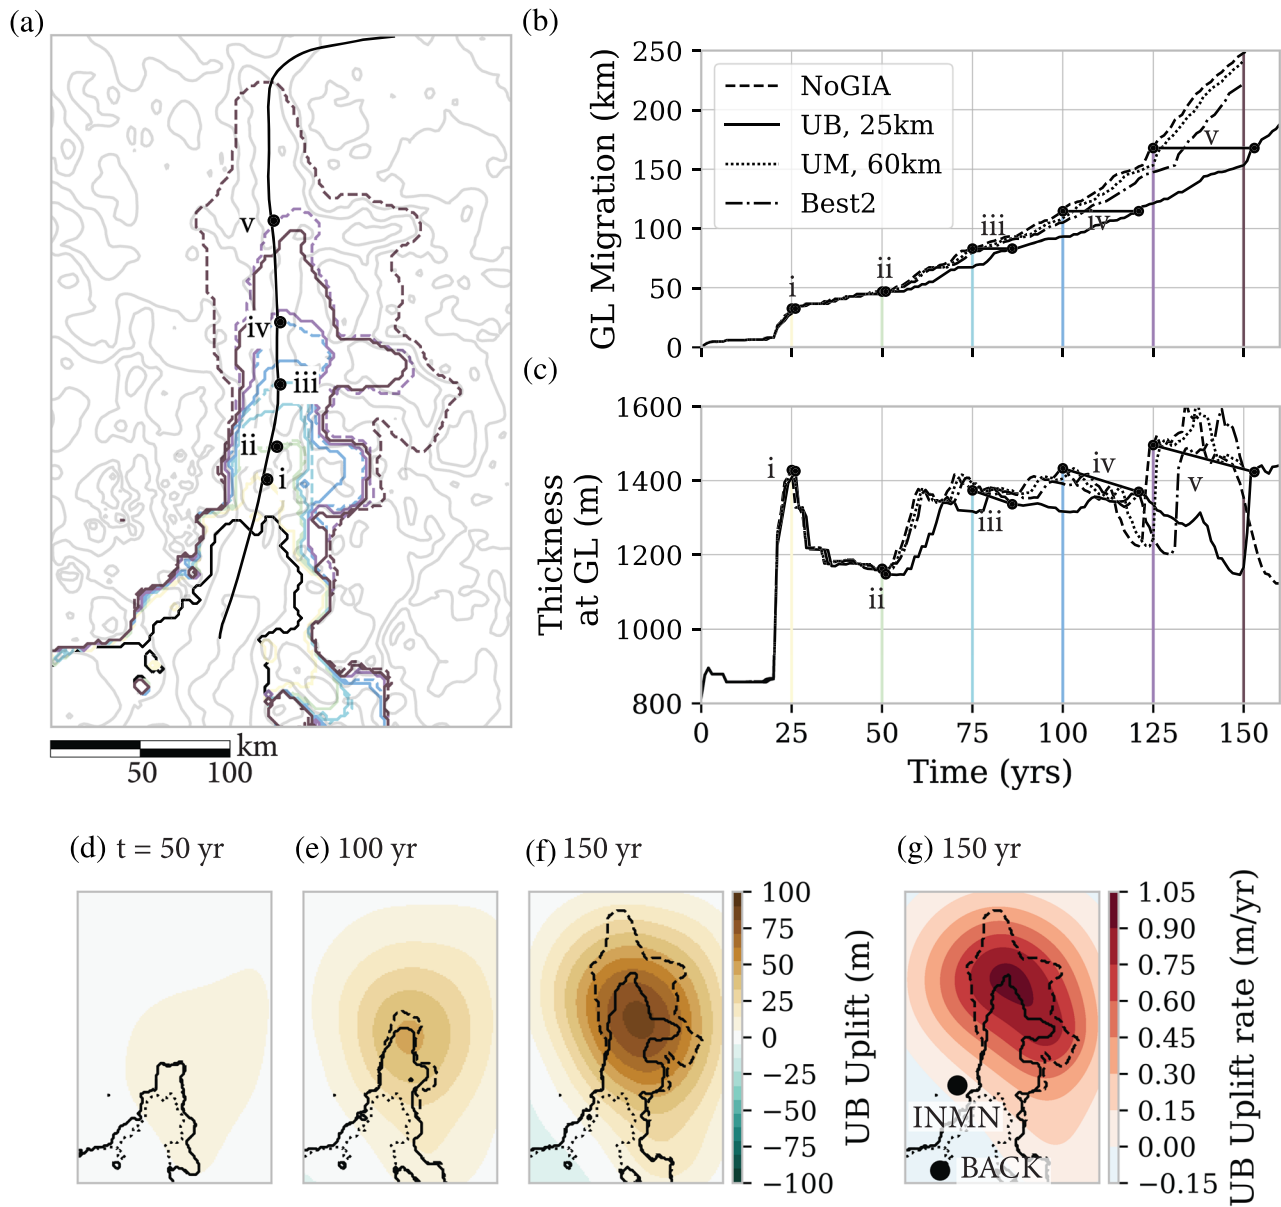 (a)
v
iv
iii
ii
i
km
50 100
(b)
GL Migration (km)
250
200
150
100
50
0
NoGIA
UB, 25km
UM, 60km
Best2
i
ii
iii
iv
v
(c)
Thickness
at GL (m)
1600
1400
1200
1000
800
i
ii
iii
iv
v
0 25 50 75 100 125 150
Time (yrs)
(d) t = 50 yr
(e) 100 yr
(f) 150 yr
100
75
50
25
0
−25
−50
−75
−100
UB Uplift (m)
(g) 150 yr
INMN
BACK
1.05
0.90
0.75
0.60
0.45
0.30
0.15
0.00
−0.15
UB Uplift rate (m/yr)